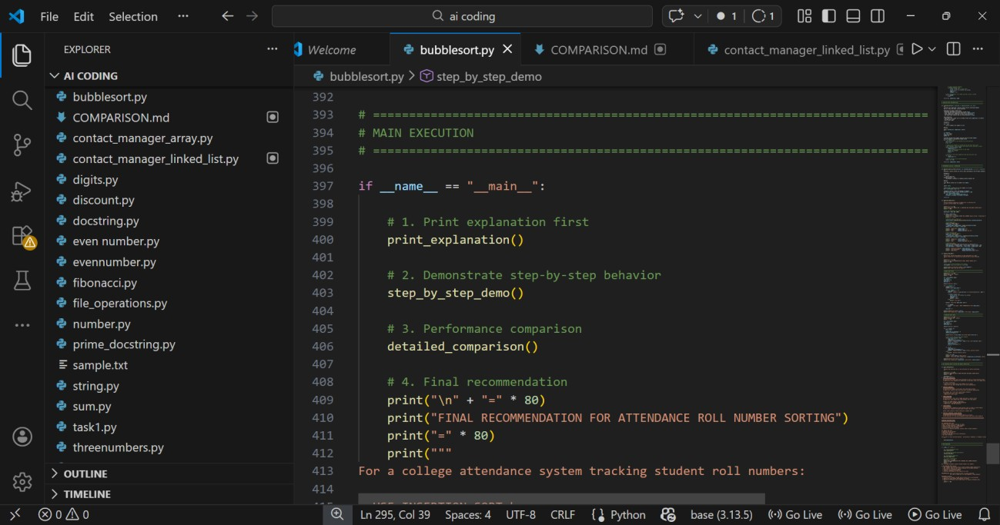 File Edit Selection ··· ai coding 1 1
EXPLORER ···
Welcome bubblesort.py COMPARISON.md contact_manager_linked_list.py ···
AI CODING
bubblesort.py > step_by_step_demo
bubblesort.py
COMPARISON.md
contact_manager_array.py
contact_manager_linked_list.py
digits.py
discount.py
docstring.py
even number.py
evennumber.py
fibonacci.py
file_operations.py
number.py
prime_docstring.py
sample.txt
string.py
sum.py
task1.py
threenumbers.py
OUTLINE
TIMELINE
392
393 # =============================================================================
394 # MAIN EXECUTION
395 # =============================================================================
396
397 if __name__ == "__main__":
398
399 # 1. Print explanation first
400 print_explanation()
401
402 # 2. Demonstrate step-by-step behavior
403 step_by_step_demo()
404
405 # 3. Performance comparison
406 detailed_comparison()
407
408 # 4. Final recommendation
409 print("\n" + "=" * 80)
410 print("FINAL RECOMMENDATION FOR ATTENDANCE ROLL NUMBER SORTING")
411 print("=" * 80)
412 print("""
413 For a college attendance system tracking student roll numbers:
414
0 0 Ln 295, Col 39 Spaces: 4 UTF-8 CRLF {} Python base (3.13.5) Go Live Go Live Go Live